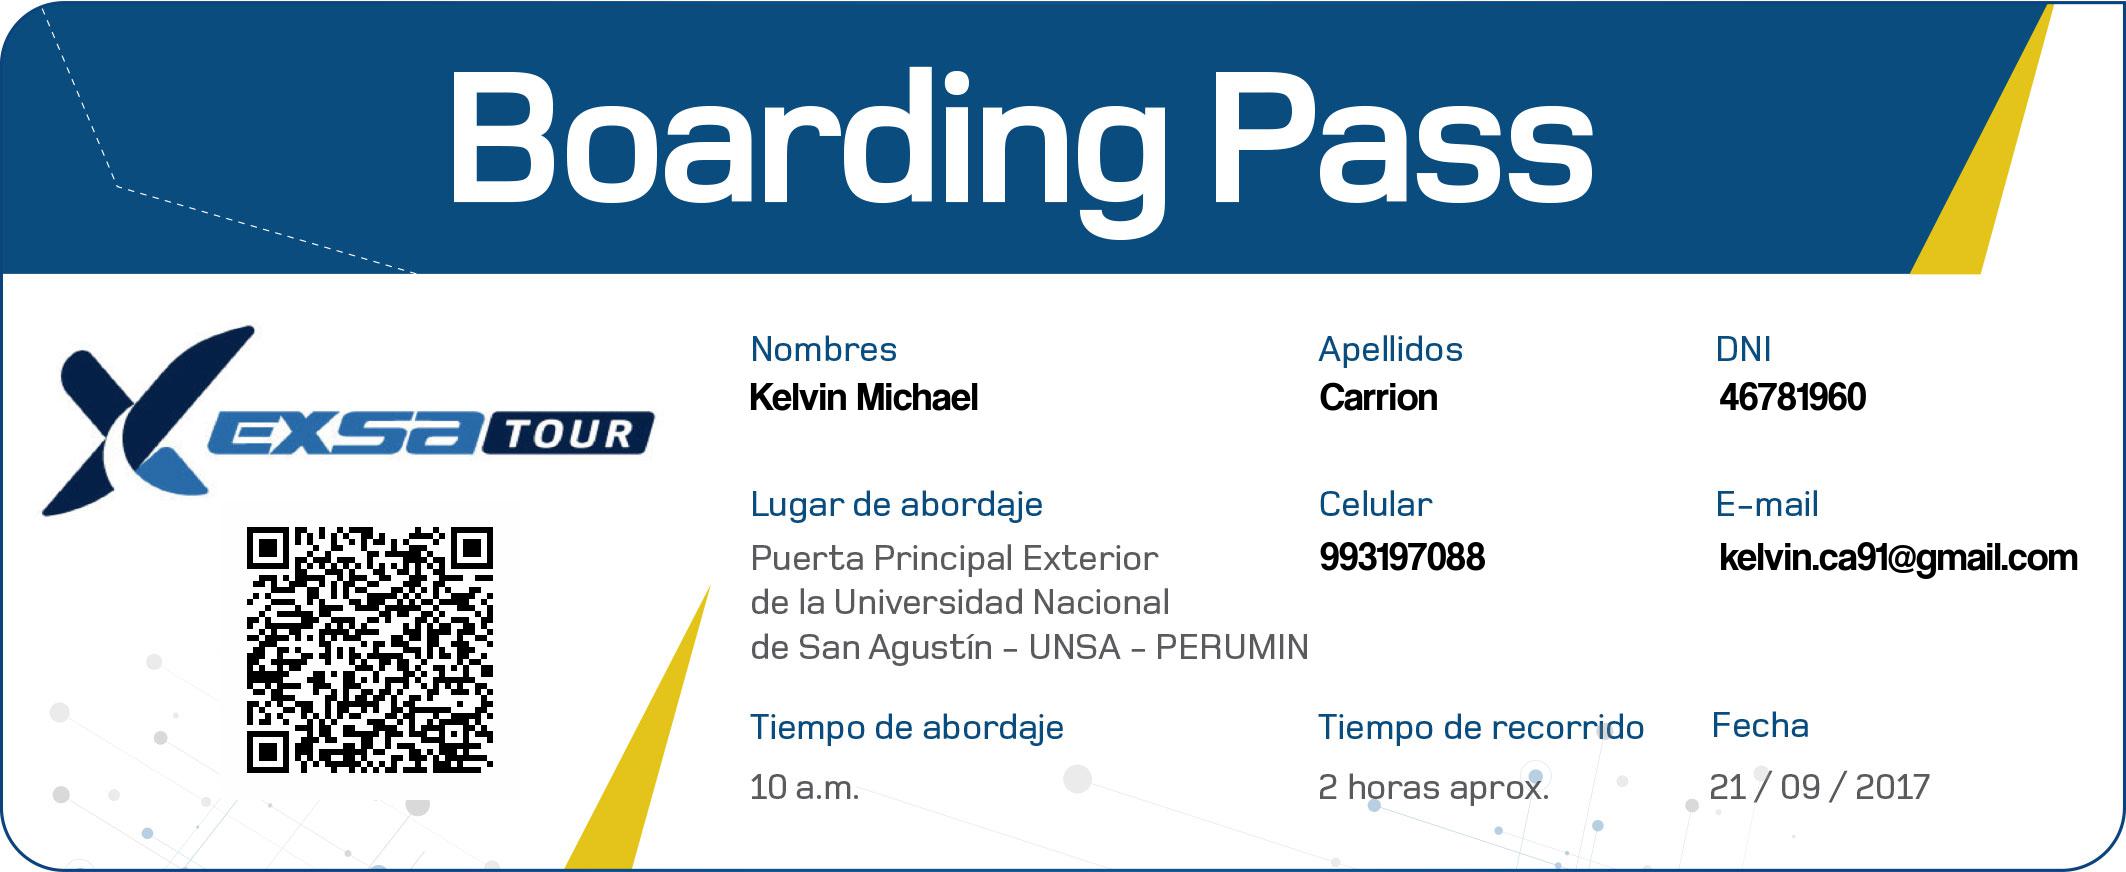 Boarding Pass
EXSA TOUR
Nombres
Kelvin Michael
Apellidos
Carrion
DNI
46781960
Lugar de abordaje
Puerta Principal Exterior
de la Universidad Nacional
de San Agustín - UNSA - PERUMIN
Celular
993197088
E-mail
kelvin.ca91@gmail.com
Tiempo de abordaje
10 a.m.
Tiempo de recorrido
2 horas aprox.
Fecha
21 / 09 / 2017